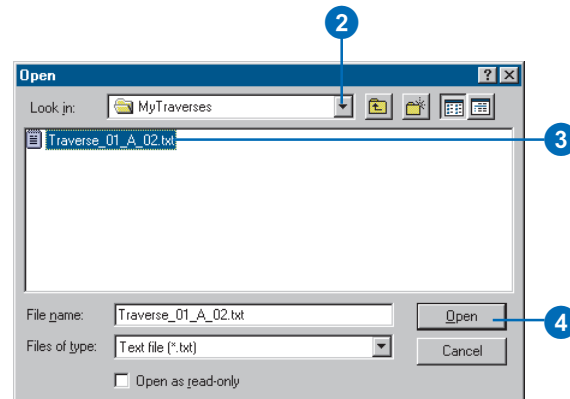 2
Open
Look in: MyTraverses
Traverse_01_A_02.txt
3
File name: Traverse_01_A_02.txt Open
4
Files of type: Text file (*.txt) Cancel
Open as read-only